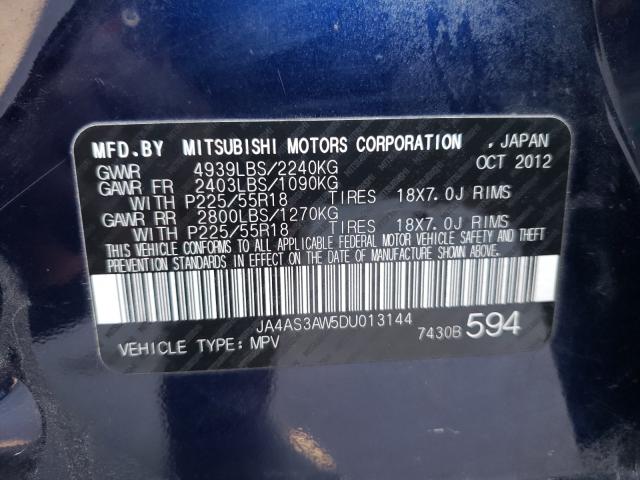 MFD.BY MITSUBISHI MOTORS CORPORATION , JAPAN
GVWR 4939LBS/2240KG OCT 2012
GAWR FR 2403LBS/1090KG
WITH P225/55R18 TIRES 18X7.0J RIMS
GAWR RR 2800LBS/1270KG
WITH P225/55R18 TIRES 18X7.0J RIMS
THIS VEHICLE CONFORMS TO ALL APPLICABLE FEDERAL MOTOR VEHICLE SAFETY AND THEFT
PREVENTION STANDARDS IN EFFECT ON THE DATE OF MANUFACTURE SHOWN ABOVE.
JA4AS3AW5DU013144
VEHICLE TYPE: MPV 7430B 594